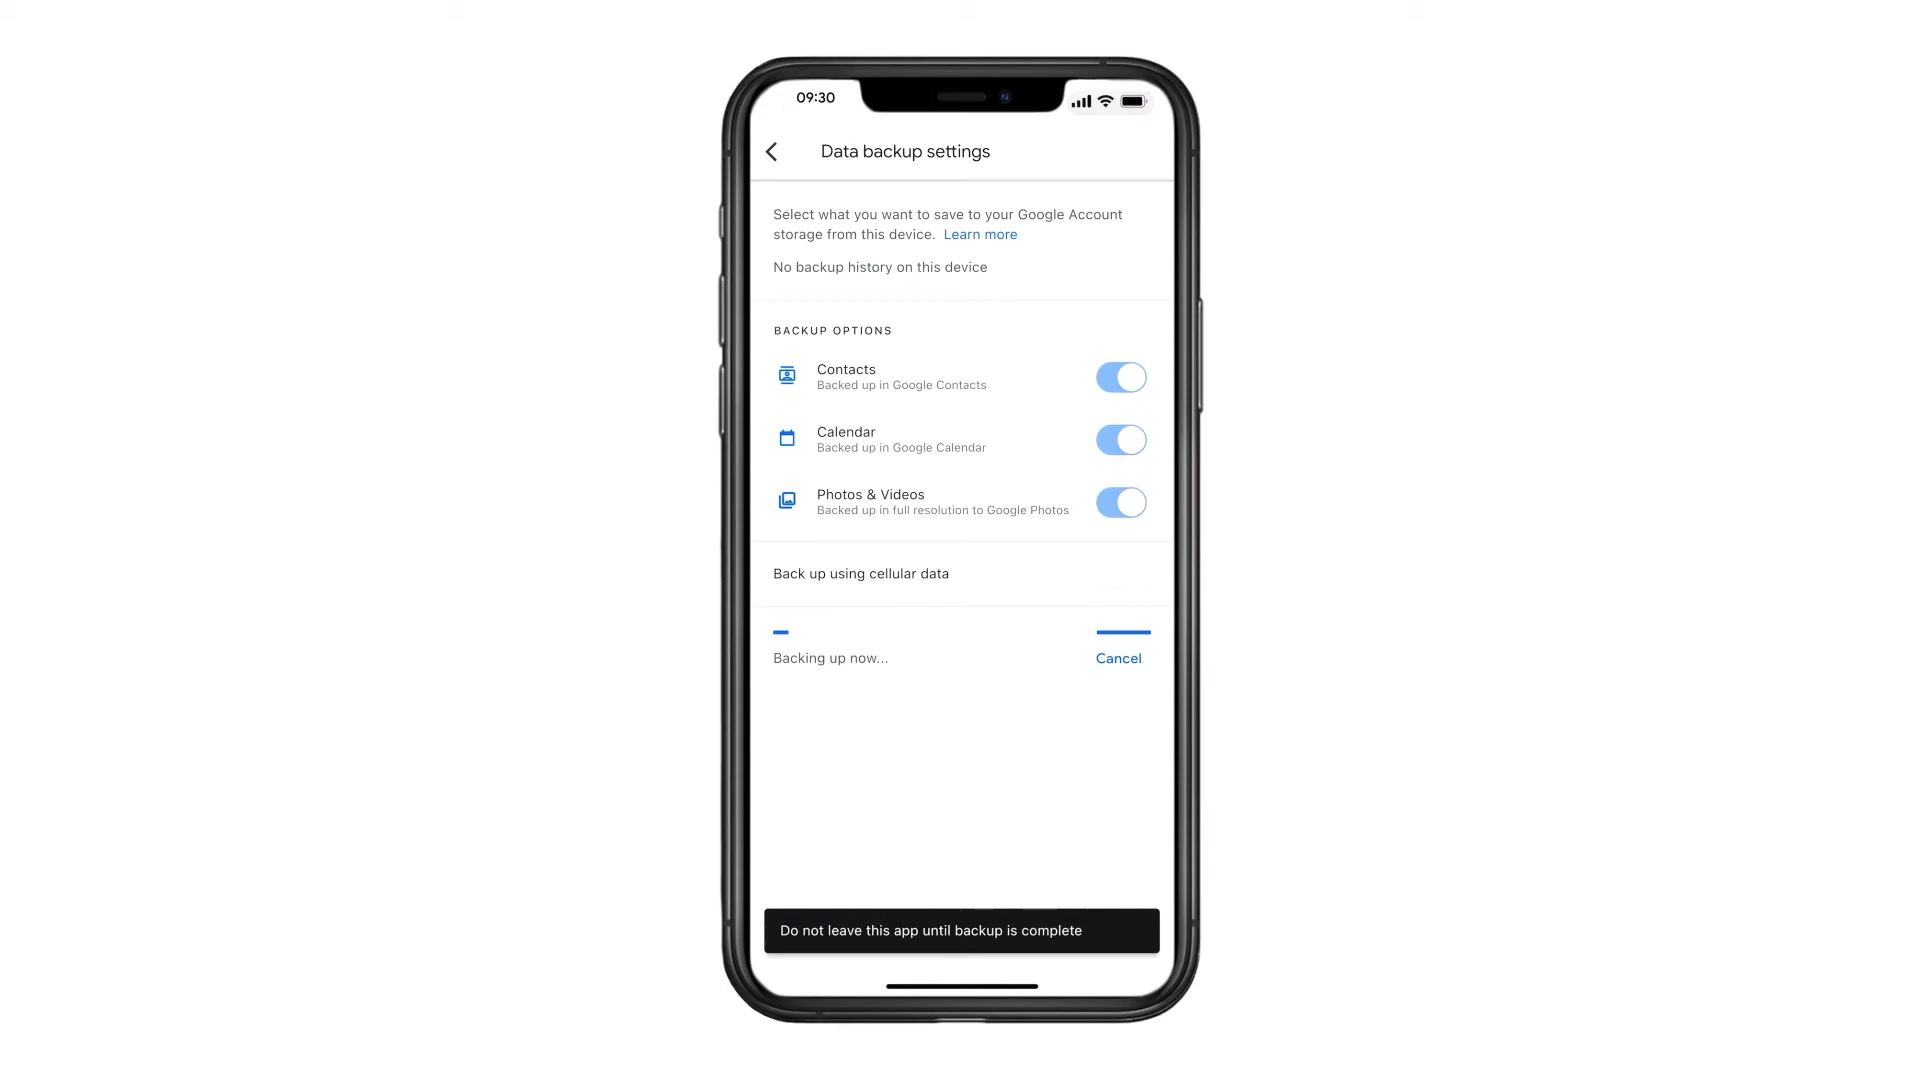 09:30
Data backup settings
Select what you want to save to your Google Account
storage from this device. Learn more
No backup history on this device
BACKUP OPTIONS
Contacts
Backed up in Google Contacts
Calendar
Backed up in Google Calendar
Photos & Videos
Backed up in full resolution to Google Photos
Back up using cellular data
Backing up now...
Cancel
Do not leave this app until backup is complete